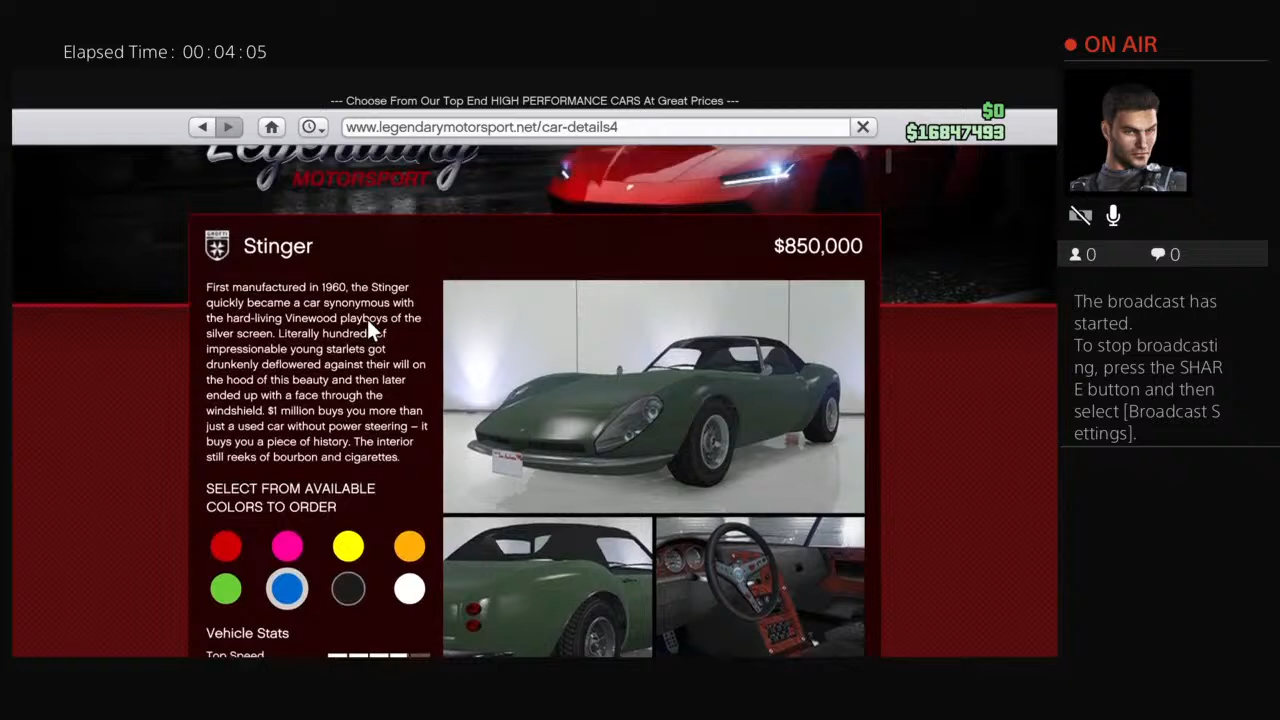 Elapsed Time: 00:04:05
ON AIR
--- Choose From Our Top End HIGH PERFORMANCE CARS At Great Prices ---
$0
www.legendarymotorsport.net/car-details4
$16847493
Legendary
MOTORSPORT
GROTTI
Stinger
$850,000
0
0
First manufactured in 1960, the Stinger
quickly became a car synonymous with
the hard-living Vinewood playboys of the
silver screen. Literally hundreds of
impressionable young starlets got
drunkenly deflowered against their will on
the hood of this beauty and then later
ended up with a face through the
windshield. $1 million buys you more than
just a used car without power steering – it
buys you a piece of history. The interior
still reeks of bourbon and cigarettes.
SELECT FROM AVAILABLE
COLORS TO ORDER
Vehicle Stats
Top Speed
The broadcast has
started.
To stop broadcasti
ng, press the SHAR
E button and then
select [Broadcast S
ettings].